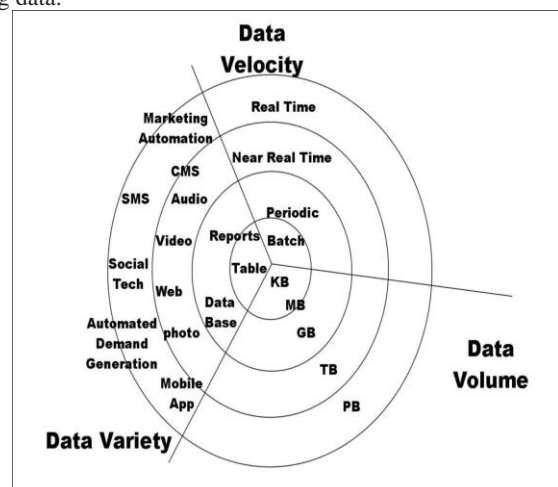 g data.
Data
Velocity
Real Time
Marketing
Automation
Near Real Time
CMS
SMS
Audio
Periodic
Reports
Batch
Video
Social
Tech
Table
KB
Web
Data
Base
MB
Automated
Demand
Generation
photo
GB
Data
Volume
TB
Mobile
App
PB
Data Variety